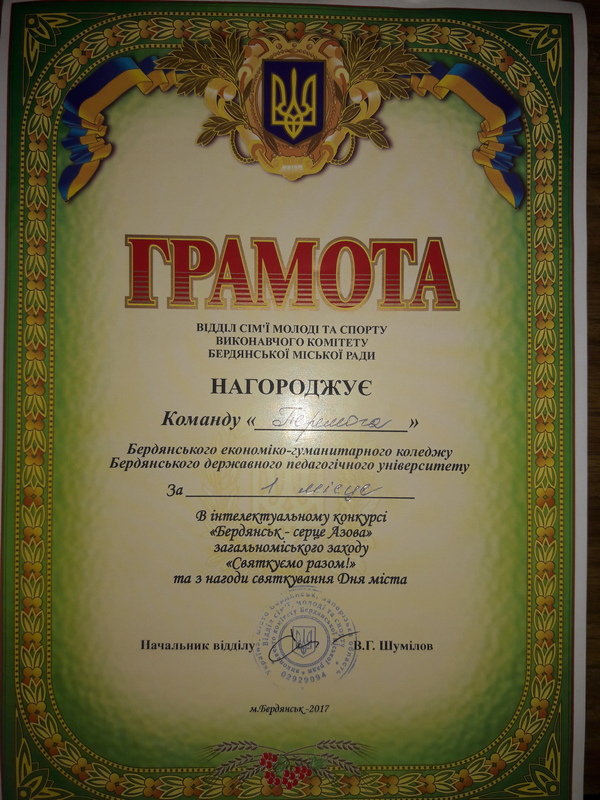 ГРАМОТА
ВІДДІЛ СІМ'Ї МОЛОДІ ТА СПОРТУ
ВИКОНАВЧОГО КОМІТЕТУ
БЕРДЯНСЬКОЇ МІСЬКОЇ РАДИ
НАГОРОДЖУЄ
Команду « Перемога »
Бердянського економіко-гуманитарного коледжу
Бердянського державного педагогічного університету
За 1 місце
В інтелектуальному конкурсі
«Бердянськ - серце Азова»
загальноміського заходу
«Святкуємо разом!»
та з нагоди святкування Дня міста
Начальник відділу В.Г. Шумілов
02929094
м.Бердянськ -2017